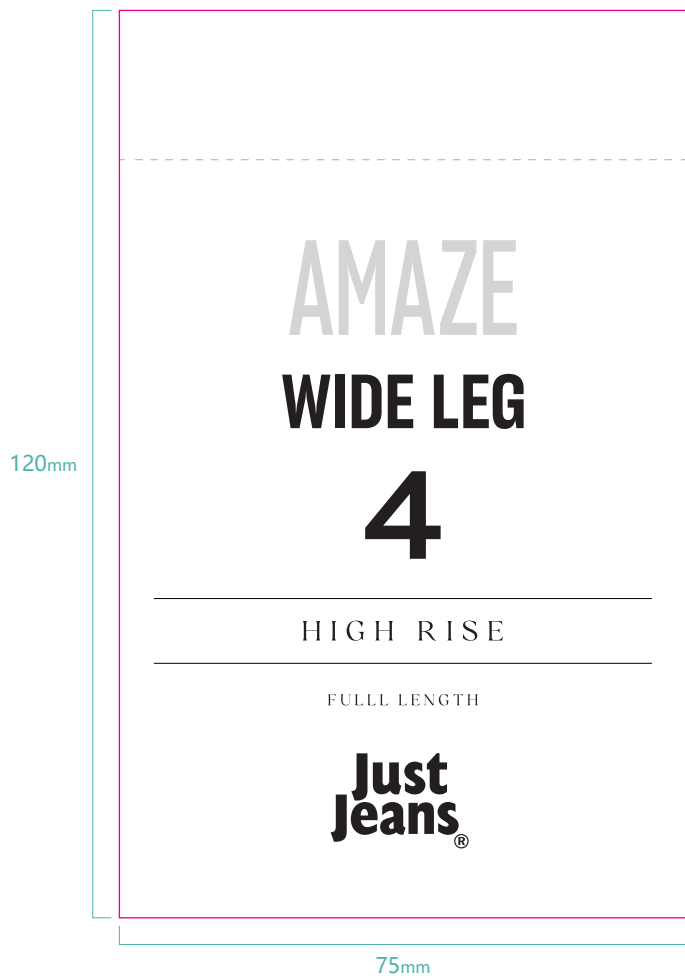 AMAZE
WIDE LEG
4
120mm
HIGH RISE
FULLL LENGTH
Just
Jeans®
75mm